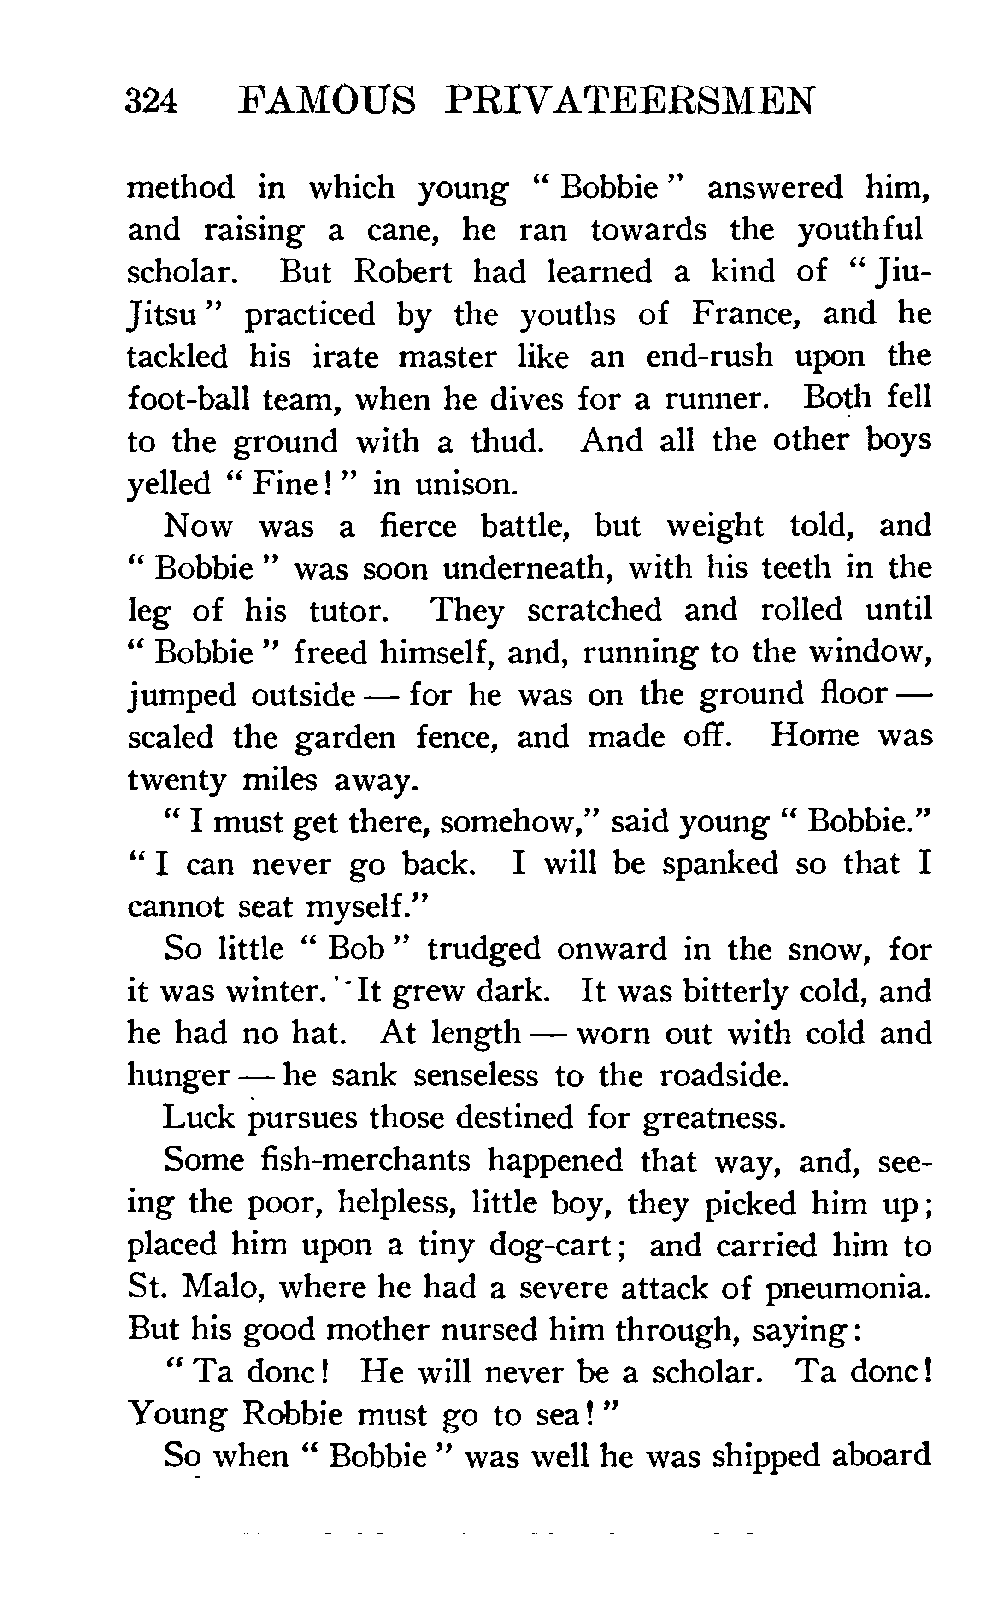 324 FAMOUS PRIVATEERSMEN
method in which young “ Bobbie ” answered him,
and raising a cane, he ran towards the youthful
scholar. But Robert had learned a kind of “ Jiu-
Jitsu ” practiced by the youths of France, and he
tackled his irate master like an end-rush upon the
foot-ball team, when he dives for a runner. Both fell
to the ground with a thud. And all the other boys
yelled “ Fine! ” in unison.
Now was a fierce battle, but weight told, and
“ Bobbie ” was soon underneath, with his teeth in the
leg of his tutor. They scratched and rolled until
“ Bobbie ” freed himself, and, running to the window,
jumped outside — for he was on the ground floor —
scaled the garden fence, and made off. Home was
twenty miles away.
“ I must get there, somehow,” said young “ Bobbie.”
“ I can never go back. I will be spanked so that I
cannot seat myself.”
So little “ Bob ” trudged onward in the snow, for
it was winter. It grew dark. It was bitterly cold, and
he had no hat. At length — worn out with cold and
hunger — he sank senseless to the roadside.
Luck pursues those destined for greatness.
Some fish-merchants happened that way, and, see-
ing the poor, helpless, little boy, they picked him up;
placed him upon a tiny dog-cart; and carried him to
St. Malo, where he had a severe attack of pneumonia.
But his good mother nursed him through, saying:
“ Ta donc! He will never be a scholar. Ta donc!
Young Robbie must go to sea! ”
So when “ Bobbie ” was well he was shipped aboard